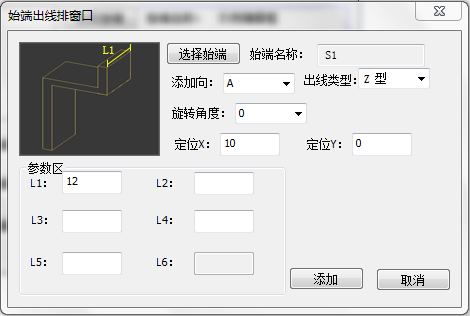 始端出线排窗口
L1
选择始端 始端名称: S1
添加向: A 出线类型: Z 型
旋转角度: 0
定位X: 10 定位Y: 0
参数区
L1: 12 L2:
L3: L4:
L5: L6:
添加 取消